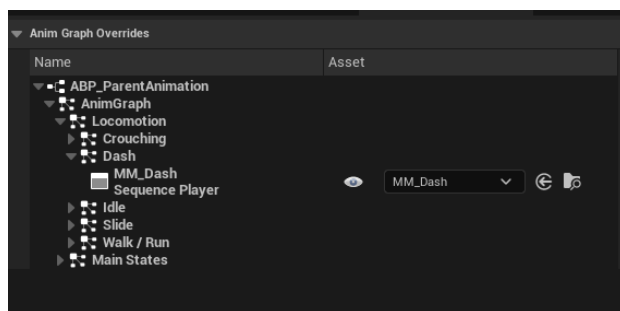 Anim Graph Overrides
Name Asset
ABP_ParentAnimation
AnimGraph
Locomotion
Crouching
Dash
MM_Dash
Sequence Player
MM_Dash
Idle
Slide
Walk / Run
Main States